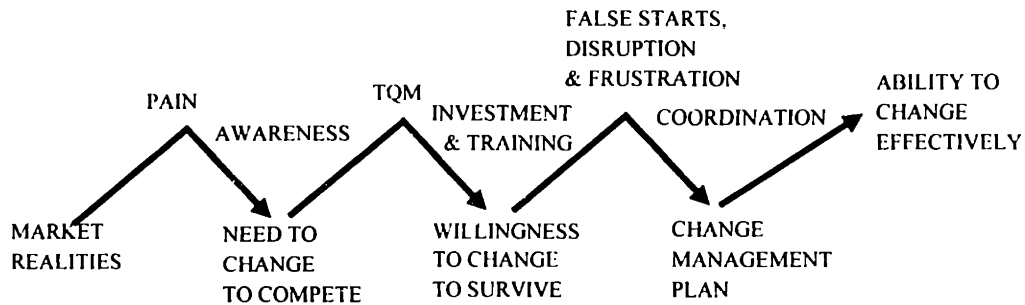 FALSE STARTS,
DISRUPTION
& FRUSTRATION
PAIN
TQM
ABILITY TO
CHANGE
EFFECTIVELY
AWARENESS
INVESTMENT
& TRAINING
COORDINATION
MARKET
REALITIES
NEED TO
CHANGE
TO COMPETE
WILLINGNESS
TO CHANGE
TO SURVIVE
CHANGE
MANAGEMENT
PLAN